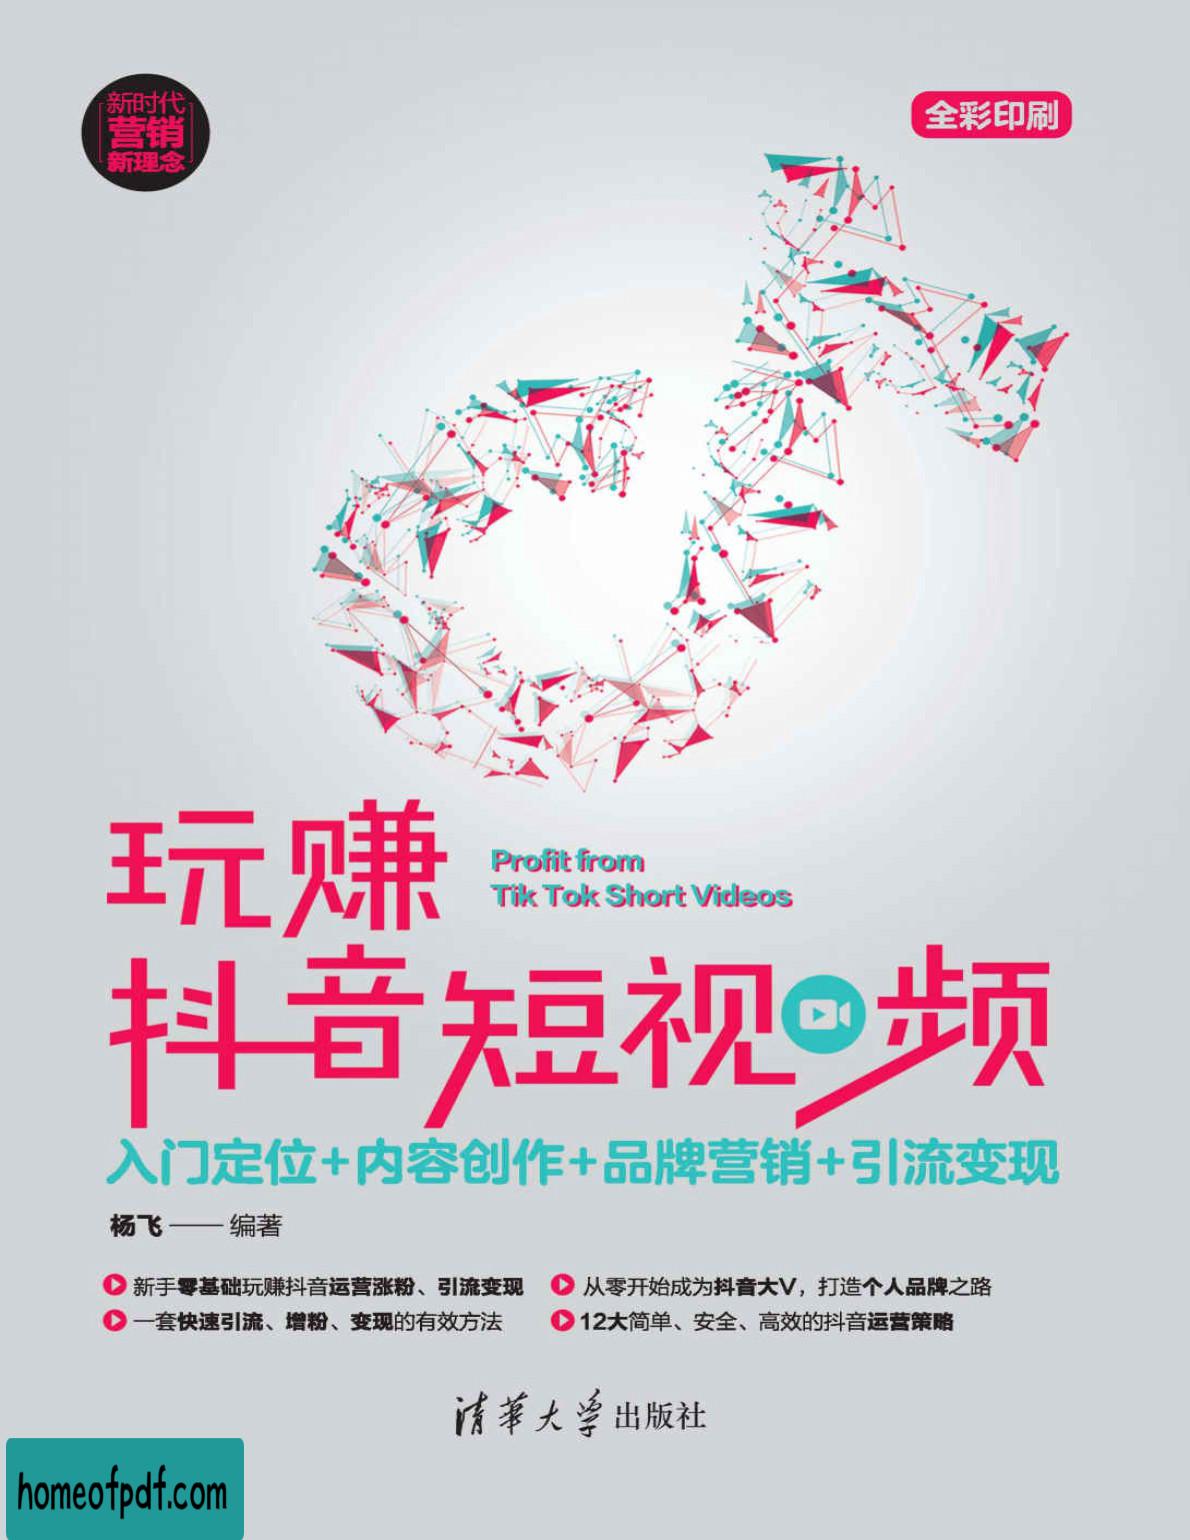 新时代
营销
新理念
全彩印刷
玩赚
Profit from
Tik Tok Short Videos
抖音短视频
入门定位+内容创作+品牌营销+引流变现
杨飞——编著
新手零基础玩赚抖音运营涨粉、引流变现
从零开始成为抖音大V，打造个人品牌之路
一套快速引流、增粉、变现的有效方法
12大简单、安全、高效的抖音运营策略
清華大学出版社
homeofpdf.com